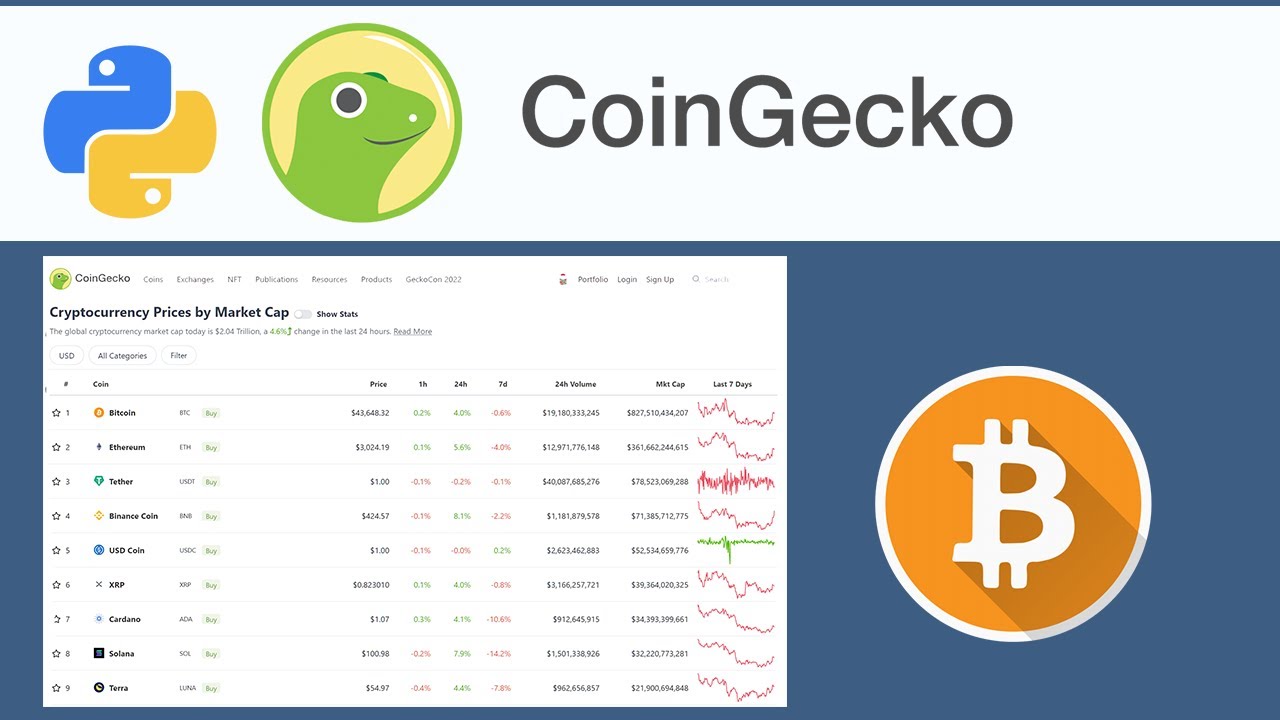 CoinGecko
CoinGecko Coins Exchanges NFT Publications Resources Products GeckoCon 2022 Portfolio Login Sign Up Search
Cryptocurrency Prices by Market Cap Show Stats
The global cryptocurrency market cap today is $2.04 Trillion, a 4.6% change in the last 24 hours. Read More
USD All Categories Filter
# Coin Price 1h 24h 7d 24h Volume Mkt Cap Last 7 Days
1 Bitcoin BTC Buy $43,648.32 0.2% 4.0% -0.6% $19,180,333,245 $827,510,434,207
2 Ethereum ETH Buy $3,024.19 0.1% 5.6% -4.0% $12,971,776,148 $361,662,244,615
3 Tether USDT Buy $1.00 -0.1% -0.2% -0.1% $40,087,685,276 $78,523,069,288
4 Binance Coin BNB Buy $424.57 -0.1% 8.1% -2.2% $1,181,879,578 $71,385,712,775
5 USD Coin USDC Buy $1.00 -0.1% -0.0% 0.2% $2,623,462,883 $52,534,659,776
6 XRP XRP Buy $0.823010 0.1% 4.0% -0.8% $3,166,257,721 $39,364,020,325
7 Cardano ADA Buy $1.07 0.3% 4.1% -10.6% $912,645,915 $34,393,399,661
8 Solana SOL Buy $100.98 -0.2% 7.9% -14.2% $1,501,338,926 $32,220,773,281
9 Terra LUNA Buy $54.97 -0.4% 4.4% -7.8% $962,656,857 $21,900,694,848